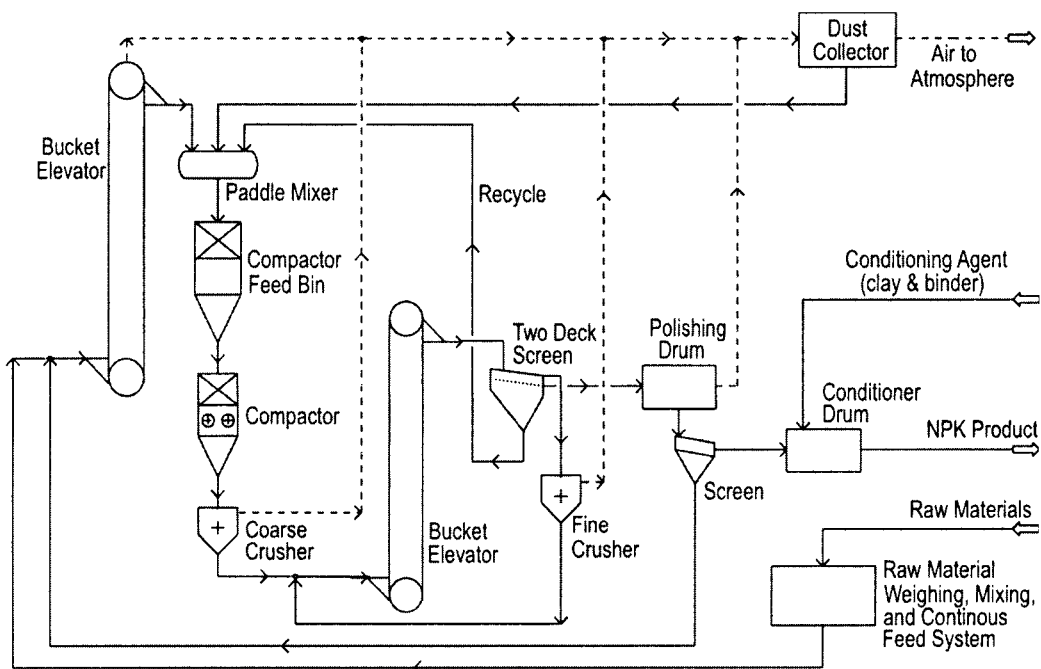 Dust
Collector
Air to
Atmosphere
Bucket
Elevator
Paddle Mixer
Recycle
Compactor
Feed Bin
Conditioning Agent
(clay & binder)
Two Deck
Screen
Polishing
Drum
Compactor
Conditioner
Drum
NPK Product
Screen
Coarse
Crusher
Bucket
Elevator
Fine
Crusher
Raw Materials
Raw Material
Weighing, Mixing,
and Continous
Feed System